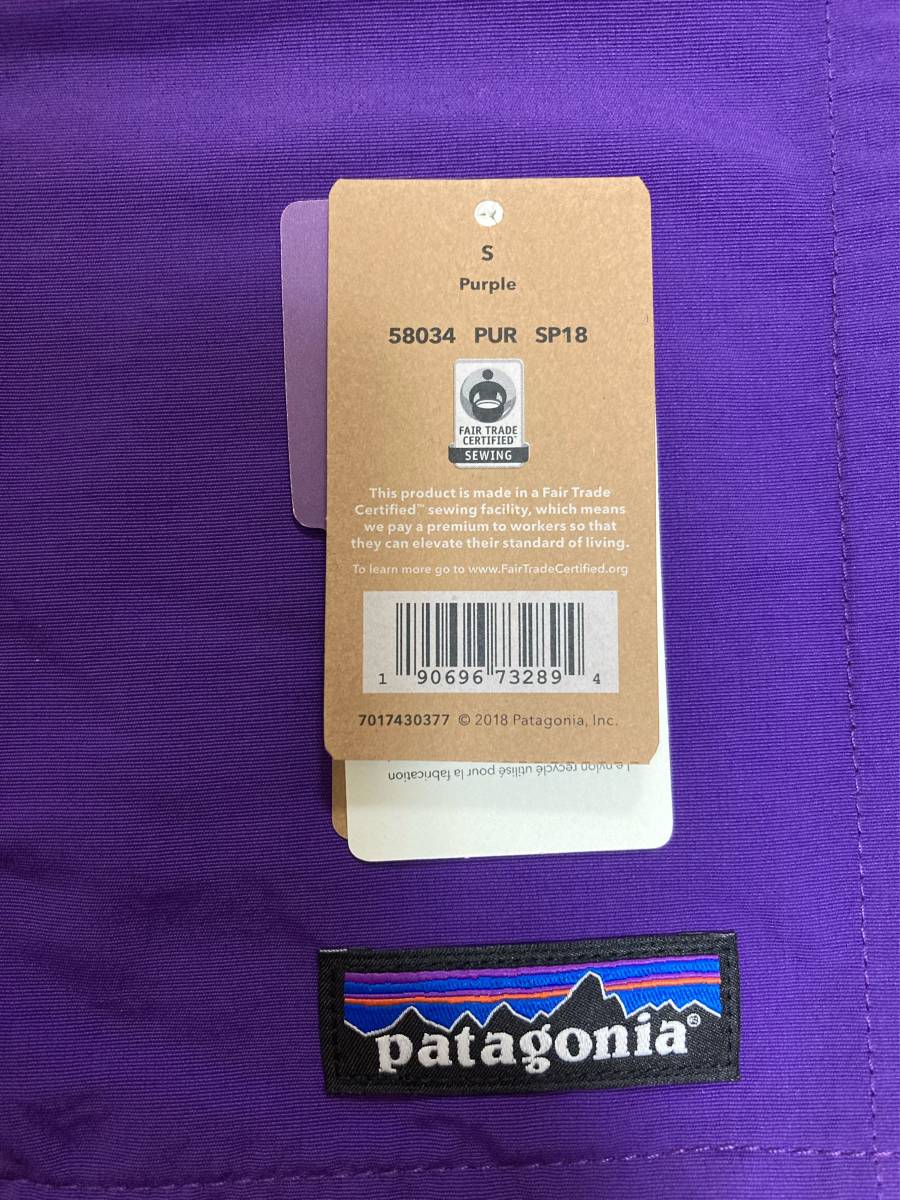 S
Purple
58034 PUR SP18
FAIR TRADE
CERTIFIED™
SEWING
This product is made in a Fair Trade
Certified™ sewing facility, which means
we pay a premium to workers so that
they can elevate their standard of living.
To learn more go to www.FairTradeCertified.org
1 90696 73289 4
7017430377 © 2018 Patagonia, Inc.
Le nylon recyclé utilisé pour la fabrication
patagonia®